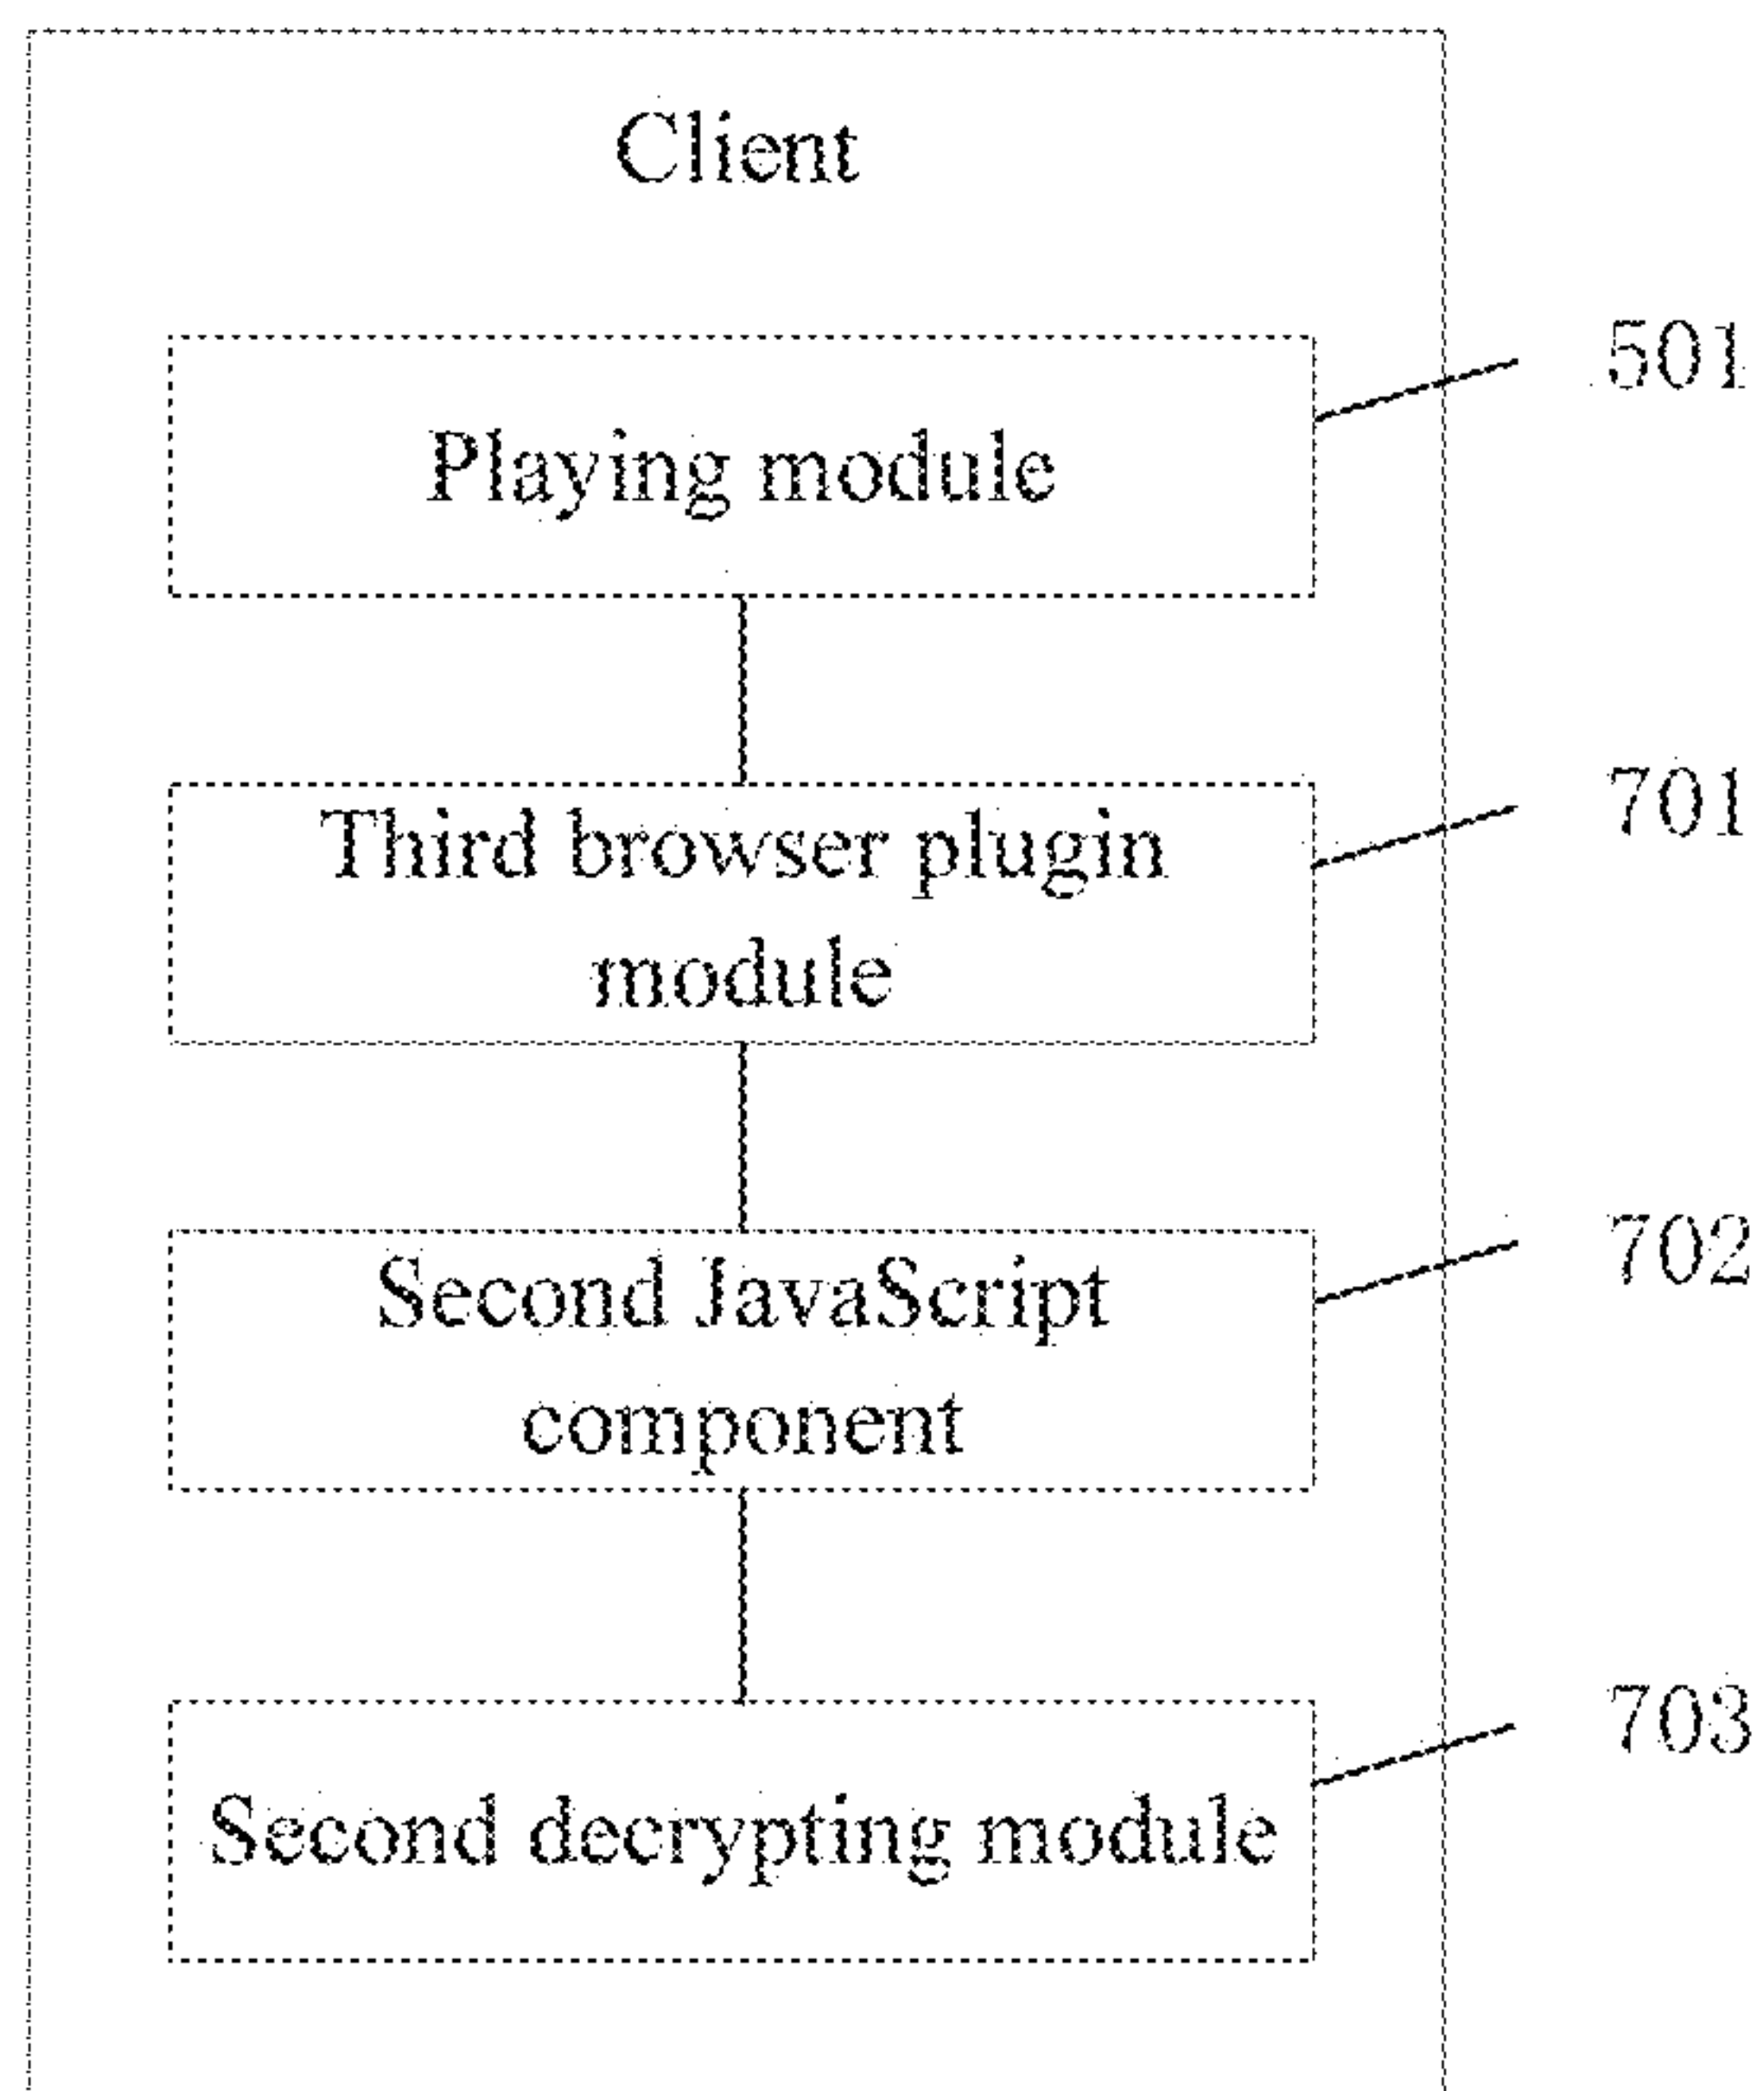 Client
501
Playing module
701
Third browser plugin
module
702
Second JavaScript
component
703
Second decrypting module